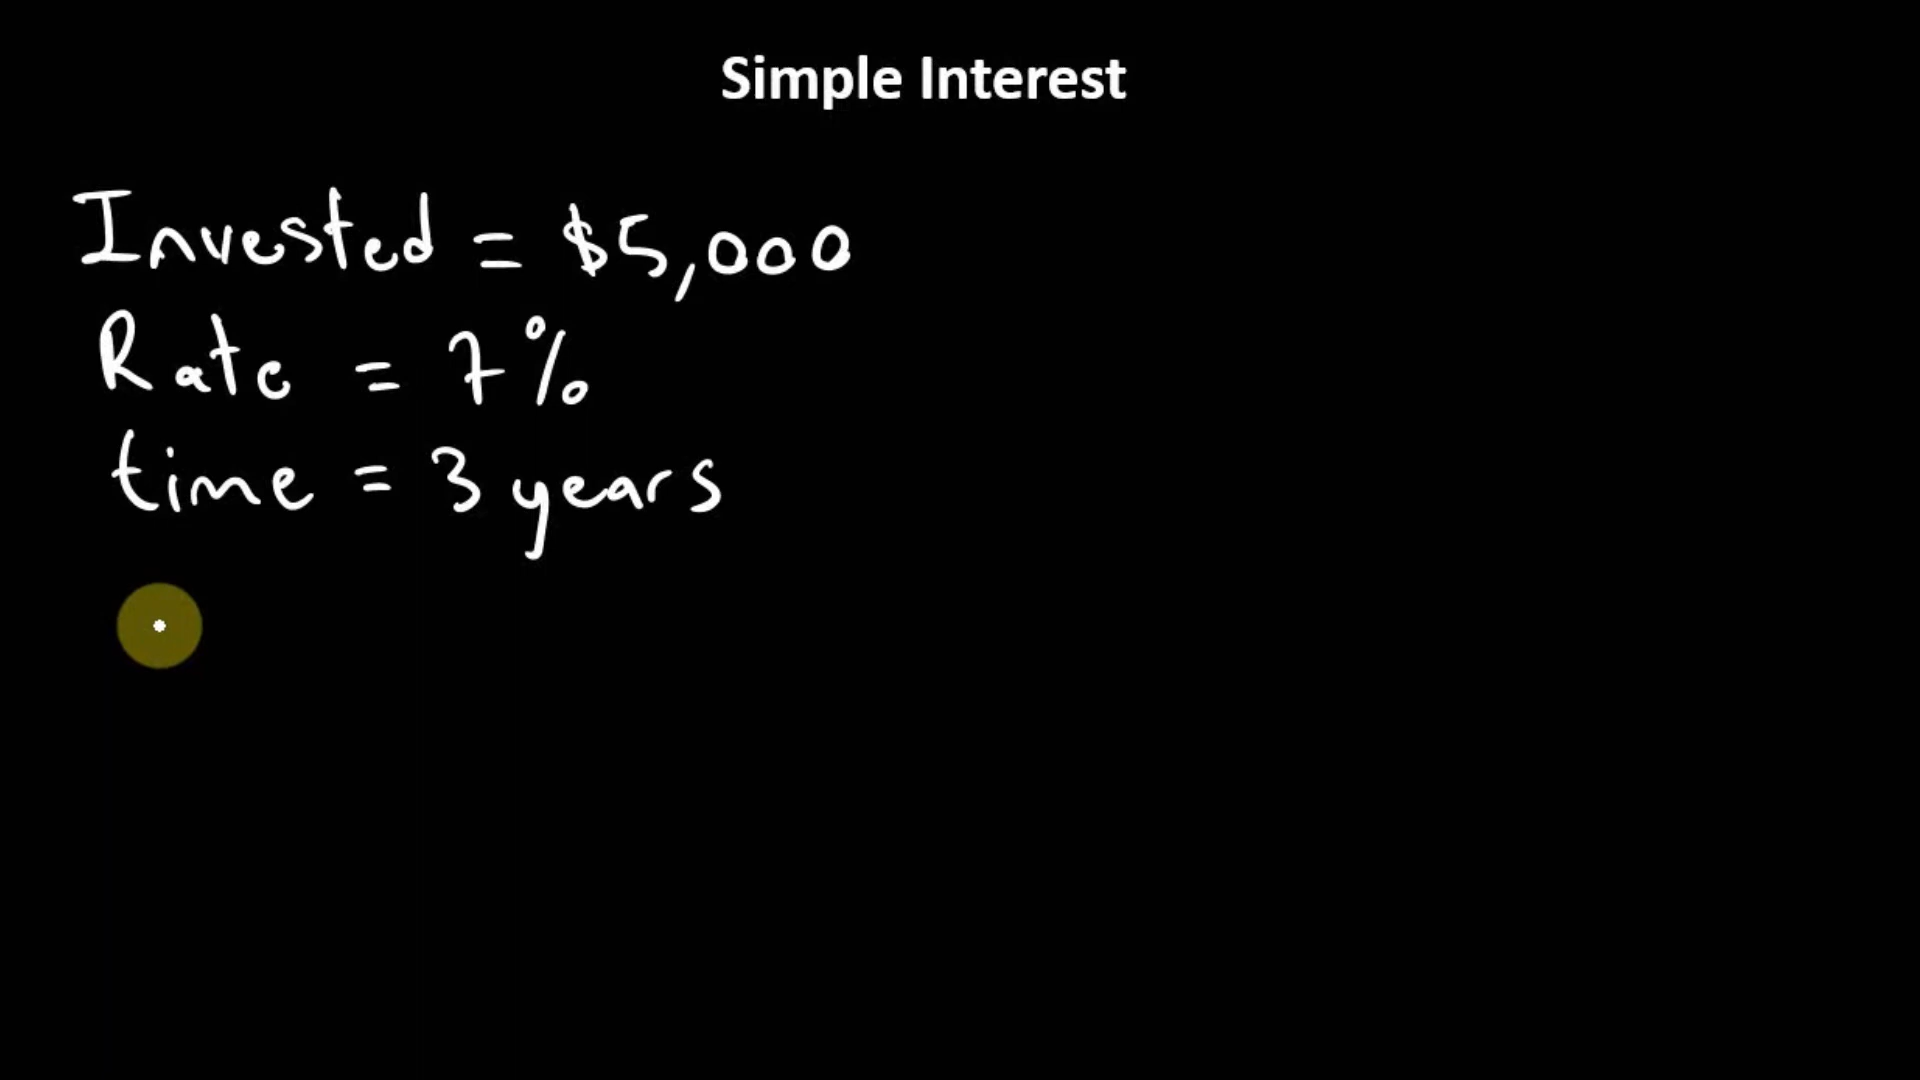 Simple Interest
Invested = $5,000
Rate = 7%
time = 3 years